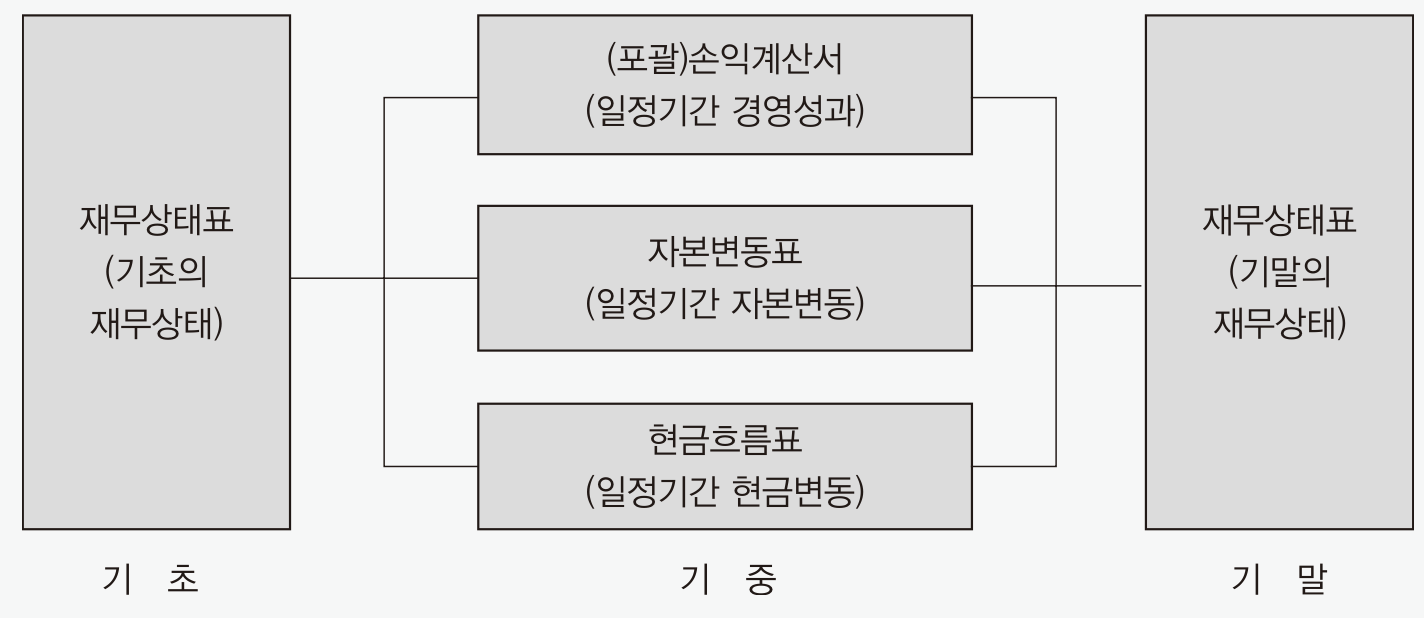 재무상태표
(기초의
재무상태)
(포괄)손익계산서
(일정기간 경영성과)
자본변동표
(일정기간 자본변동)
현금흐름표
(일정기간 현금변동)
재무상태표
(기말의
재무상태)
기 초
기 중
기 말